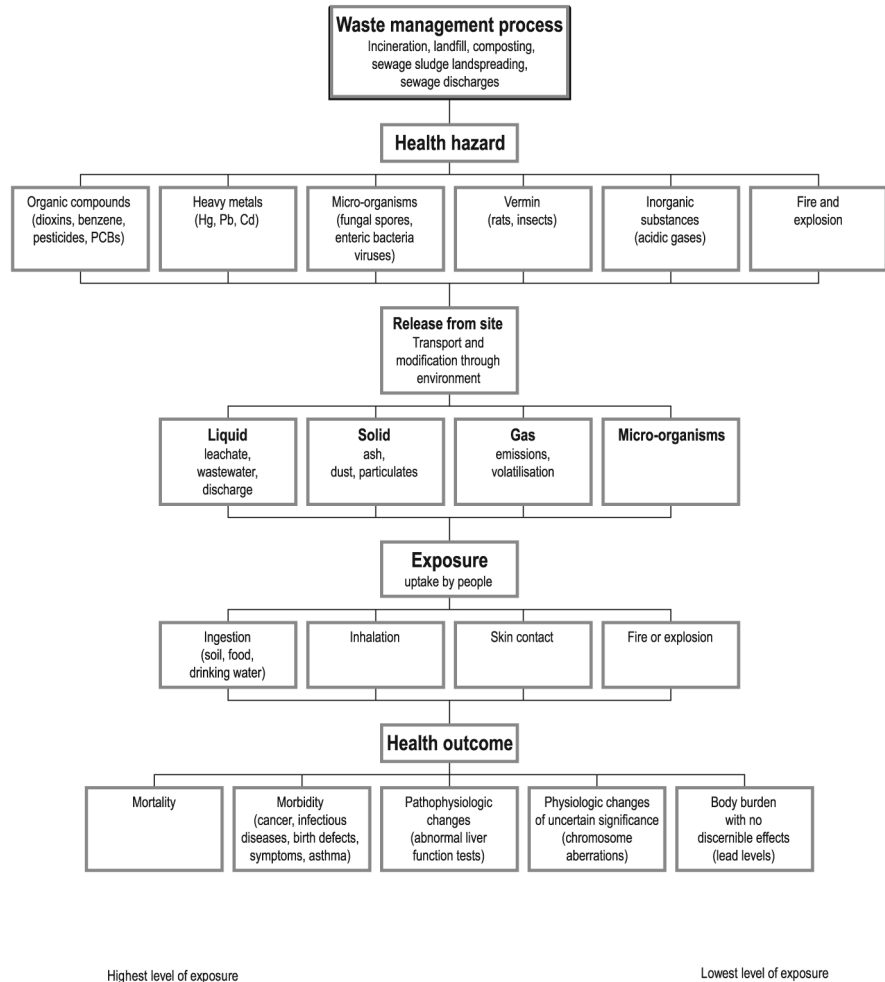 Waste management process
Incineration, landfill, composting,
sewage sludge landspreading,
sewage discharges
Health hazard
Organic compounds
(dioxins, benzene,
pesticides, PCBs)
Heavy metals
(Hg, Pb, Cd)
Micro-organisms
(fungal spores,
enteric bacteria
viruses)
Vermin
(rats, insects)
Inorganic
substances
(acidic gases)
Fire and
explosion
Release from site
Transport and
modification through
environment
Liquid
leachate,
wastewater,
discharge
Solid
ash,
dust, particulates
Gas
emissions,
volatilisation
Micro-organisms
Exposure
uptake by people
Ingestion
(soil, food,
drinking water)
Inhalation
Skin contact
Fire or explosion
Health outcome
Mortality
Morbidity
(cancer, infectious
diseases, birth defects,
symptoms, asthma)
Pathophysiologic
changes
(abnormal liver
function tests)
Physiologic changes
of uncertain significance
(chromosome
aberrations)
Body burden
with no
discernible effects
(lead levels)
Highest level of exposure
Lowest level of exposure